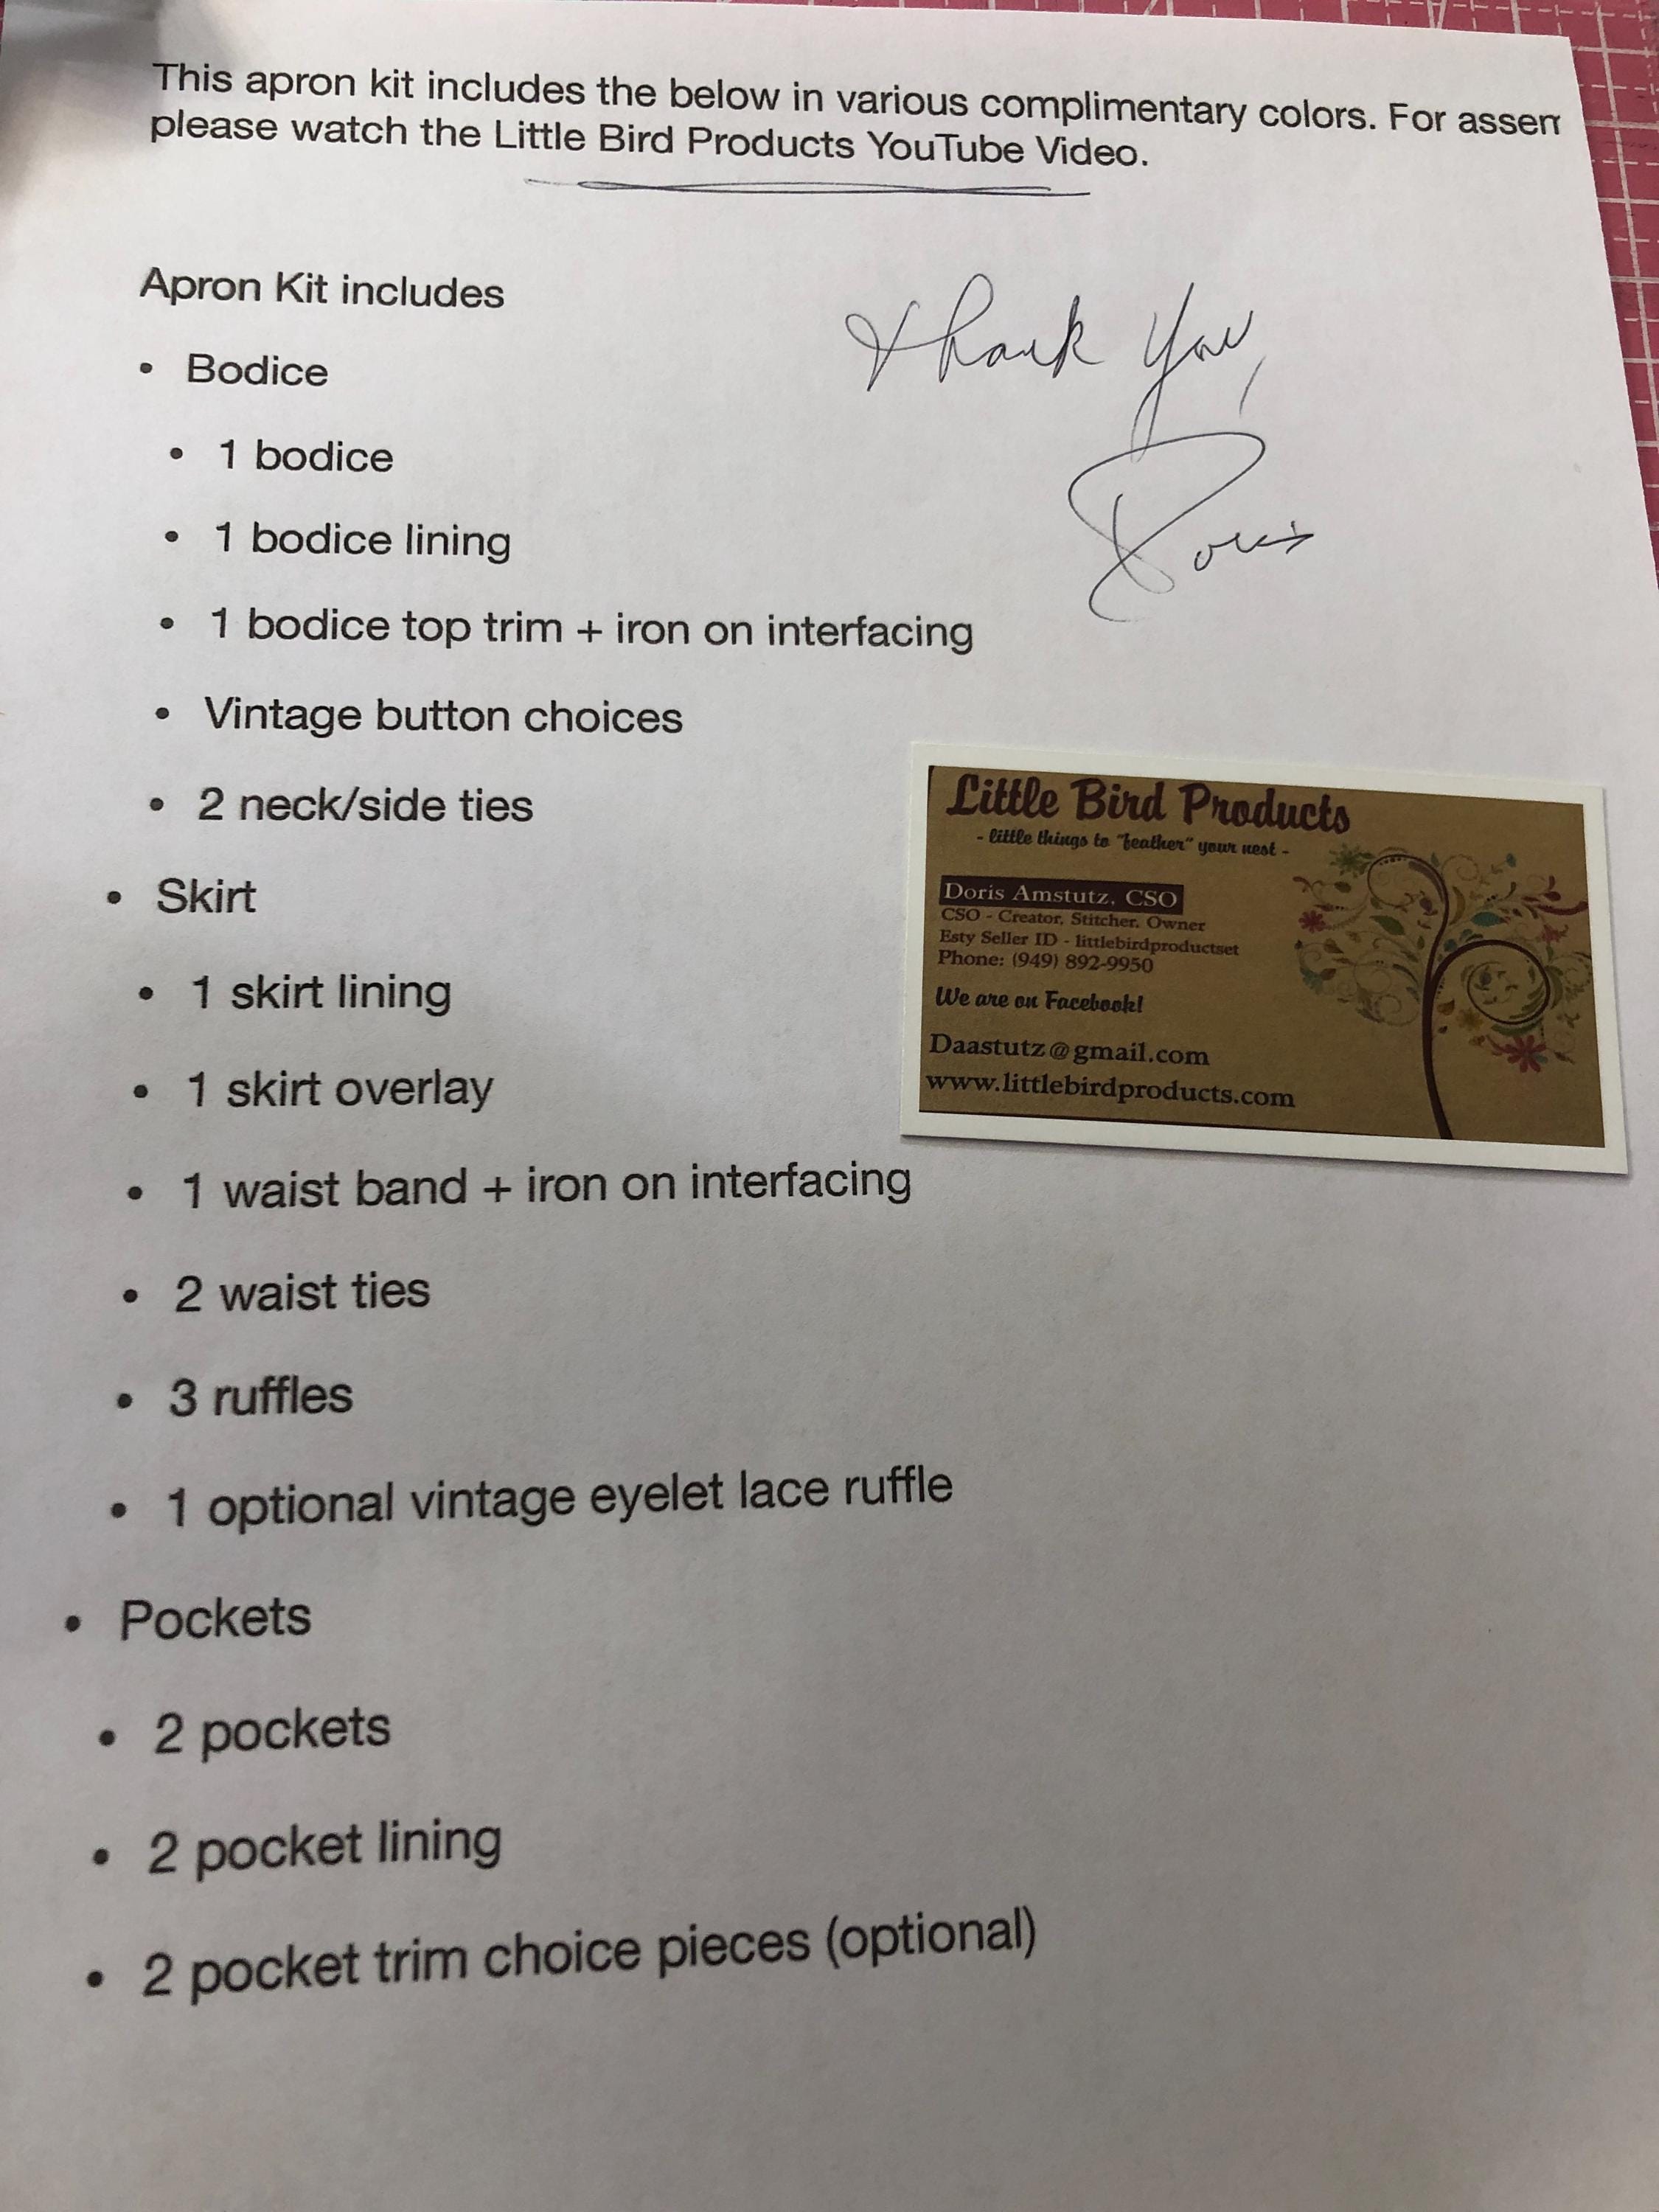 This apron kit includes the below in various complimentary colors. For assem
please watch the Little Bird Products YouTube Video.
Apron Kit includes
Thank You,
Doris
• Bodice
• 1 bodice
• 1 bodice lining
• 1 bodice top trim + iron on interfacing
• Vintage button choices
• 2 neck/side ties
• Skirt
• 1 skirt lining
• 1 skirt overlay
• 1 waist band + iron on interfacing
• 2 waist ties
• 3 ruffles
• 1 optional vintage eyelet lace ruffle
• Pockets
• 2 pockets
• 2 pocket lining
• 2 pocket trim choice pieces (optional)
Little Bird Products
- little things to "feather" your nest -
Doris Amstutz, CSO
CSO - Creator, Stitcher, Owner
Esty Seller ID - littlebirdproductset
Phone: (949) 892-9950
We are on Facebook!
Daastutz@gmail.com
www.littlebirdproducts.com